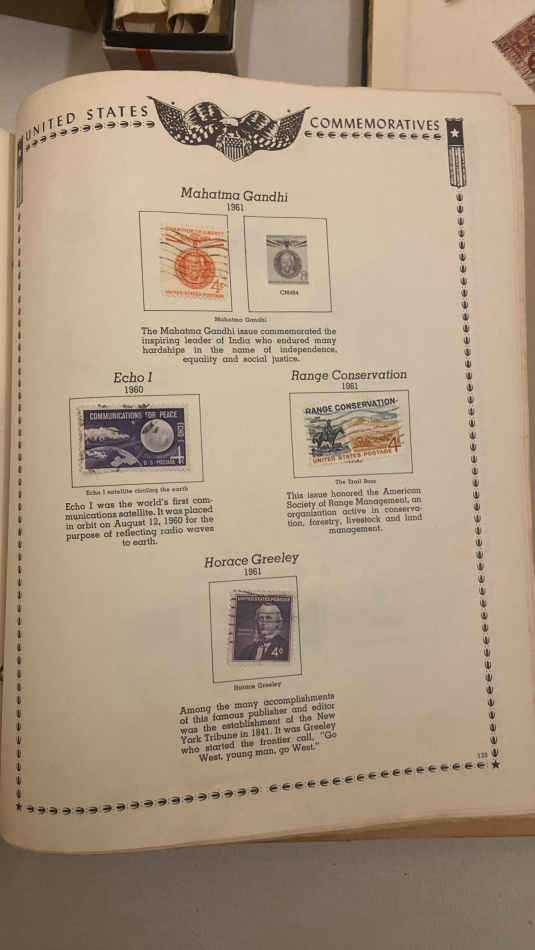 UNITED STATES COMMEMORATIVES
Mahatma Gandhi
1961
CHAMPION OF LIBERTY
4¢
UNITED STATES POSTAGE
CM484
Mahatma Gandhi
The Mahatma Gandhi issue commemorated the
inspiring leader of India who endured many
hardships in the name of independence,
equality and social justice.
Echo I
1960
COMMUNICATIONS FOR PEACE
ECHO I
U.S. POSTAGE
Echo I satellite circling the earth
Echo I was the world's first com-
munications satellite. It was placed
in orbit on August 12, 1960 for the
purpose of reflecting radio waves
to earth.
Range Conservation
1961
RANGE CONSERVATION
4¢
UNITED STATES POSTAGE
The Trail Boss
This issue honored the American
Society of Range Management, an
organization active in conserva-
tion, forestry, livestock and land
management.
Horace Greeley
1961
UNITED STATES POSTAGE
4¢
Horace Greeley
Among the many accomplishments
of this famous publisher and editor
was the establishment of the New
York Tribune in 1841. It was Greeley
who started the frontier call, "Go
West, young man, go West."